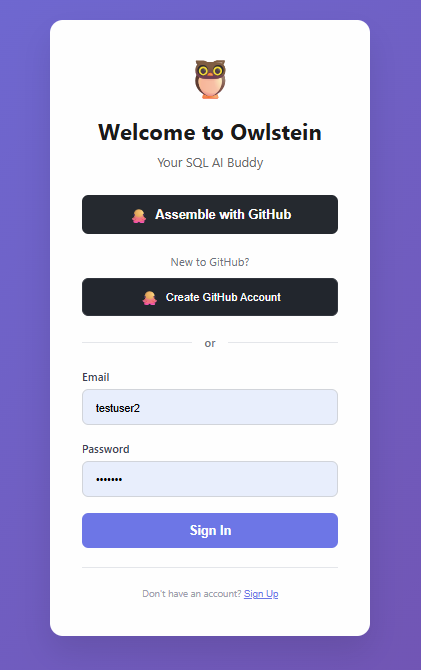 Welcome to Owlstein
Your SQL AI Buddy
Assemble with GitHub
New to GitHub?
Create GitHub Account
or
Email
testuser2
Password
•••••••
Sign In
Don't have an account? Sign Up